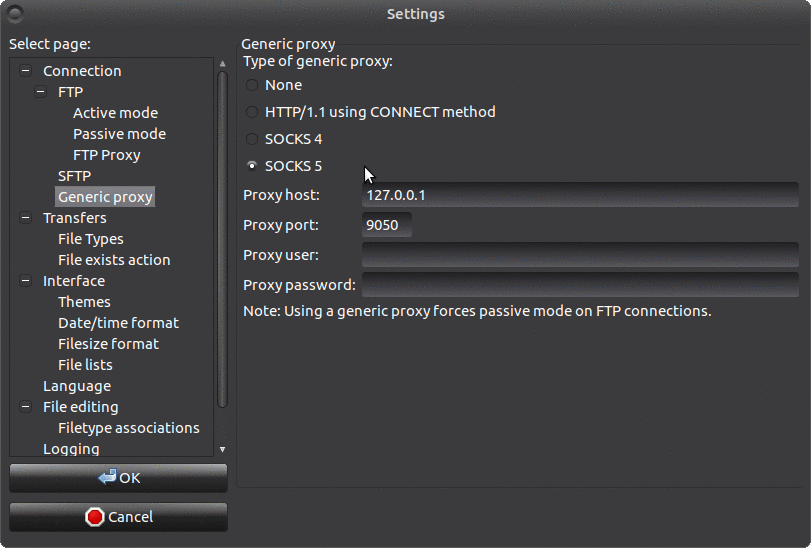 Settings
Select page:
Connection
FTP
Active mode
Passive mode
FTP Proxy
SFTP
Generic proxy
Transfers
File Types
File exists action
Interface
Themes
Date/time format
Filesize format
File lists
Language
File editing
Filetype associations
Logging
OK
Cancel
Generic proxy
Type of generic proxy:
None
HTTP/1.1 using CONNECT method
SOCKS 4
SOCKS 5
Proxy host: 127.0.0.1
Proxy port: 9050
Proxy user:
Proxy password:
Note: Using a generic proxy forces passive mode on FTP connections.